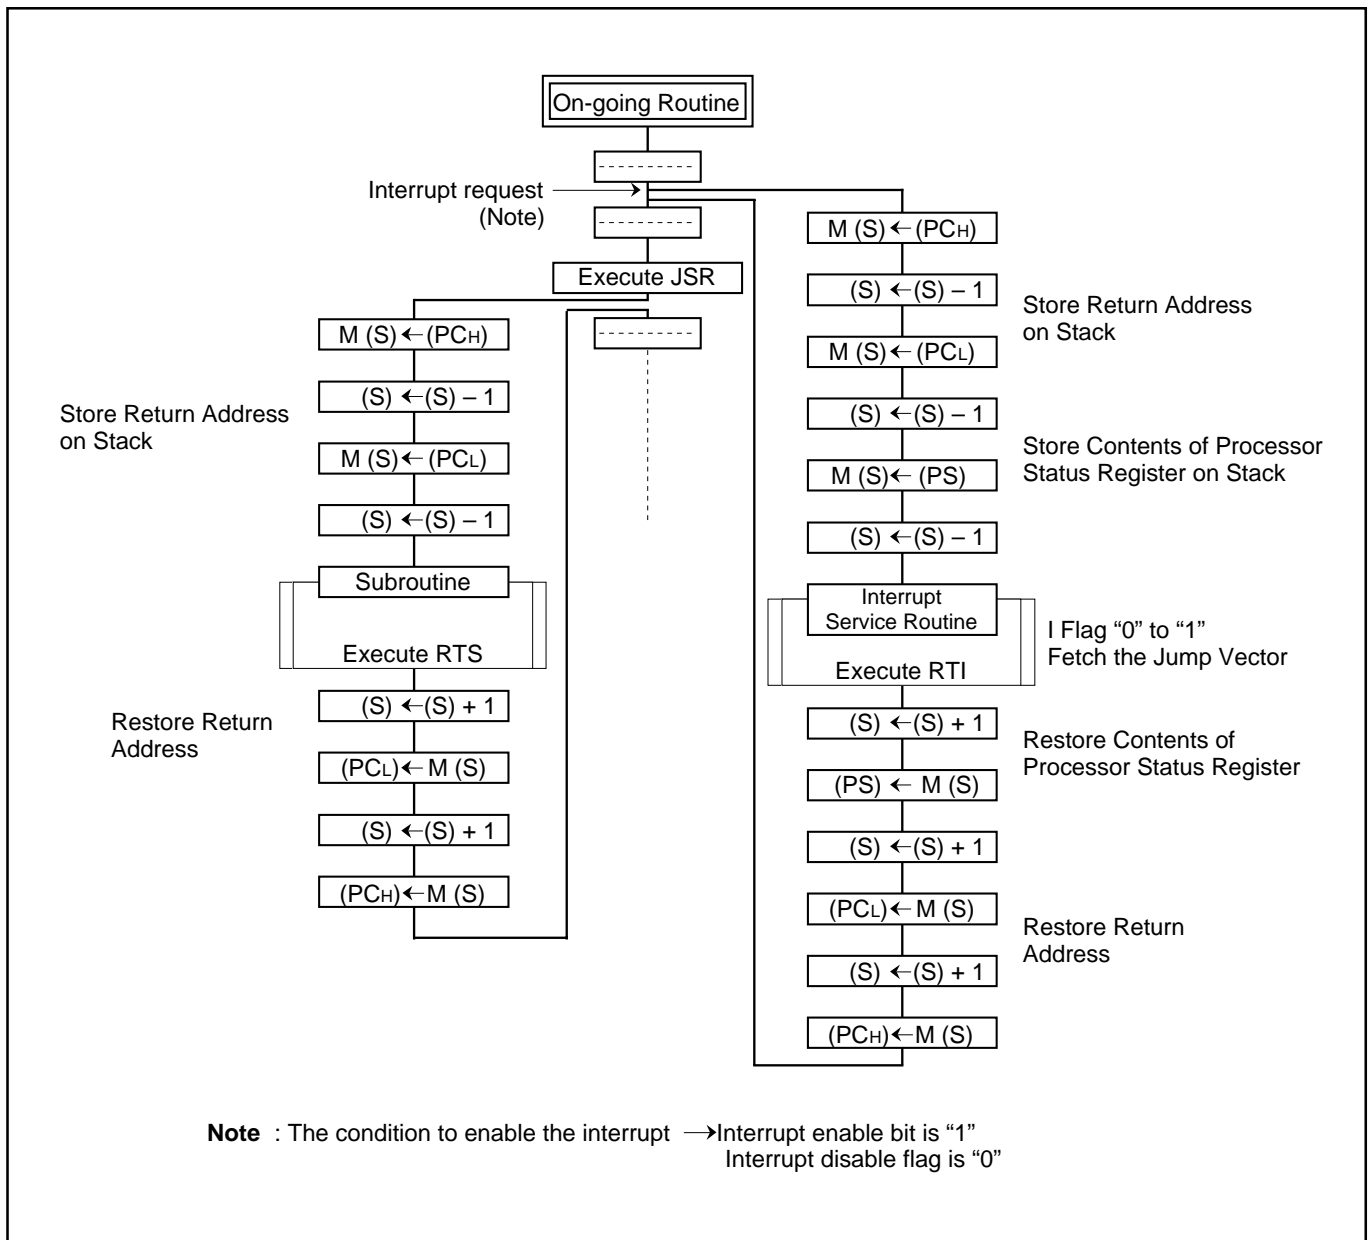 On-going Routine
Interrupt request
(Note)
Execute JSR
M (S) ← (PCH)
(S) ← (S) – 1
M (S) ← (PCL)
(S) ← (S) – 1
Store Return Address
on Stack
Subroutine
Execute RTS
(S) ← (S) + 1
(PCL) ← M (S)
(S) ← (S) + 1
(PCH) ← M (S)
Restore Return
Address
M (S) ← (PCH)
(S) ← (S) – 1
M (S) ← (PCL)
(S) ← (S) – 1
M (S) ← (PS)
(S) ← (S) – 1
Store Return Address
on Stack
Store Contents of Processor
Status Register on Stack
Interrupt
Service Routine
Execute RTI
I Flag “0” to “1”
Fetch the Jump Vector
(S) ← (S) + 1
(PS) ← M (S)
(S) ← (S) + 1
(PCL) ← M (S)
(S) ← (S) + 1
(PCH) ← M (S)
Restore Contents of
Processor Status Register
Restore Return
Address
Note : The condition to enable the interrupt → Interrupt enable bit is “1”
Interrupt disable flag is “0”